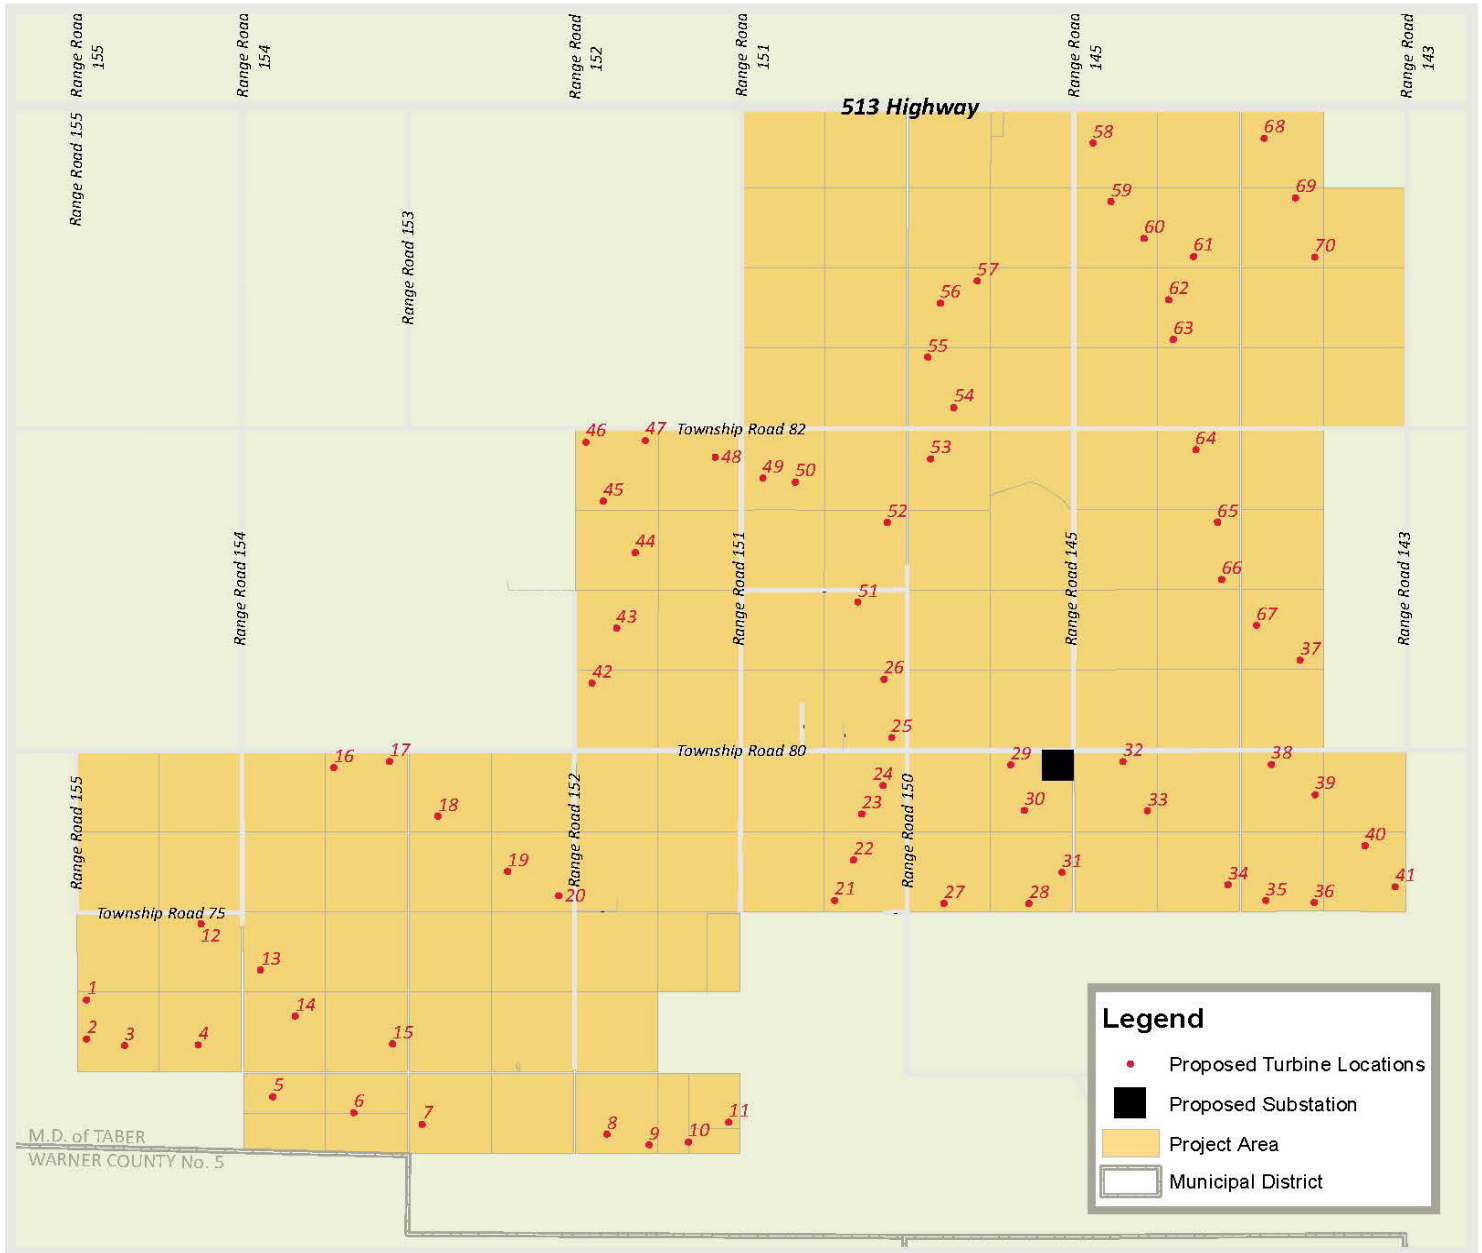 Range Road
155
Range Road
154
Range Road
152
Range Road
151
Range Road
145
Range Road
143
513 Highway
Range Road 155
Range Road 153
58
68
59
69
60
61
70
57
56
62
63
55
54
46
47
Township Road 82
48
49
50
53
64
45
52
65
44
Range Road 154
Range Road 151
Range Road 145
Range Road 143
66
51
43
67
37
42
26
25
16
17
Township Road 80
29
32
38
24
39
Range Road 155
Range Road 152
Range Road 150
18
23
30
33
40
19
22
31
20
21
27
28
34
35
36
41
Township Road 75
12
13
1
14
2
3
4
15
5
6
7
8
9
10
11
M.D. of TABER
WARNER COUNTY No. 5
Legend
Proposed Turbine Locations
Proposed Substation
Project Area
Municipal District